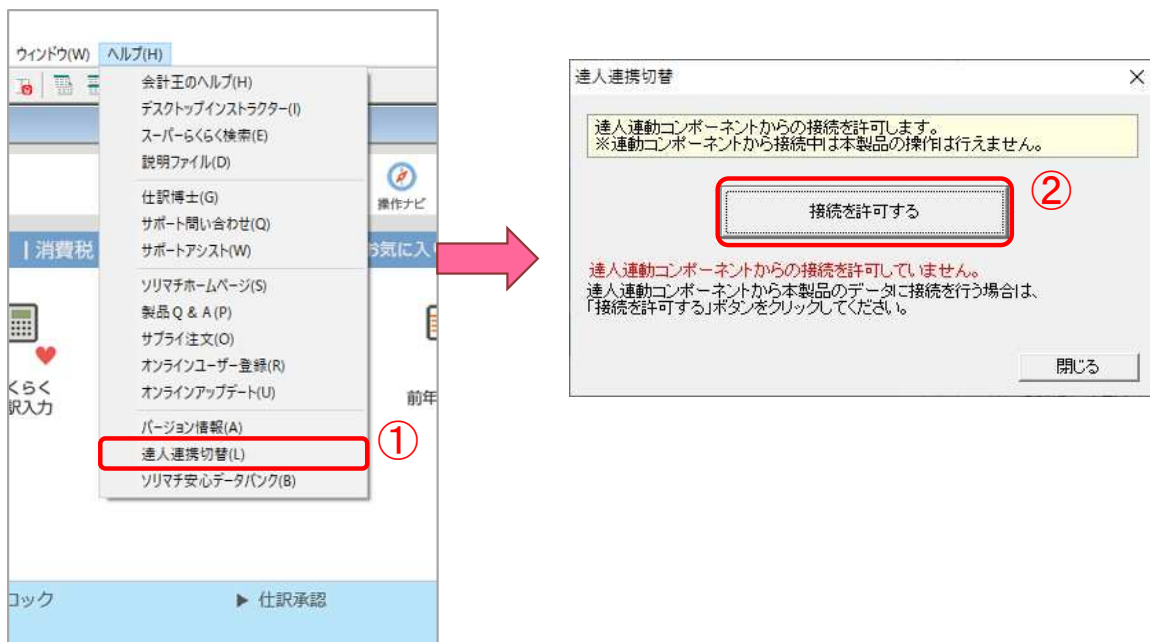 ウィンドウ(W) ヘルプ(H)
会計王のヘルプ(H)
デスクトップインストラクター(I)
スーパーらくらく検索(E)
説明ファイル(D)
仕訳博士(G)
サポート問い合わせ(Q)
サポートアシスト(W)
ソリマチホームページ(S)
製品Q & A(P)
サプライ注文(O)
オンラインユーザー登録(R)
オンラインアップデート(U)
バージョン情報(A)
達人連携切替(L)
①
ソリマチ安心データバンク(B)
操作ナビ
消費税
お気に入
くらく
訳入力
前年
ロック
▶ 仕訳承認
達人連携切替
達人連動コンポーネントからの接続を許可します。
※連動コンポーネントから接続中は本製品の操作は行えません。
接続を許可する
②
達人連動コンポーネントからの接続を許可していません。
達人連動コンポーネントから本製品のデータに接続を行う場合は、
「接続を許可する」ボタンをクリックしてください。
閉じる